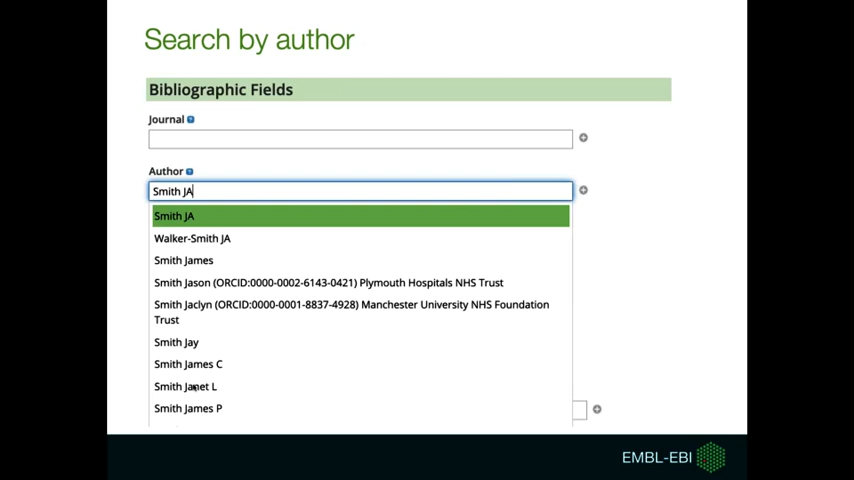 Search by author
Bibliographic Fields
Journal ?
Author ?
Smith JA
Smith JA
Walker-Smith JA
Smith James
Smith Jason (ORCID:0000-0002-6143-0421) Plymouth Hospitals NHS Trust
Smith Jaclyn (ORCID:0000-0001-8837-4928) Manchester University NHS Foundation
Trust
Smith Jay
Smith James C
Smith Janet L
Smith James P
EMBL-EBI